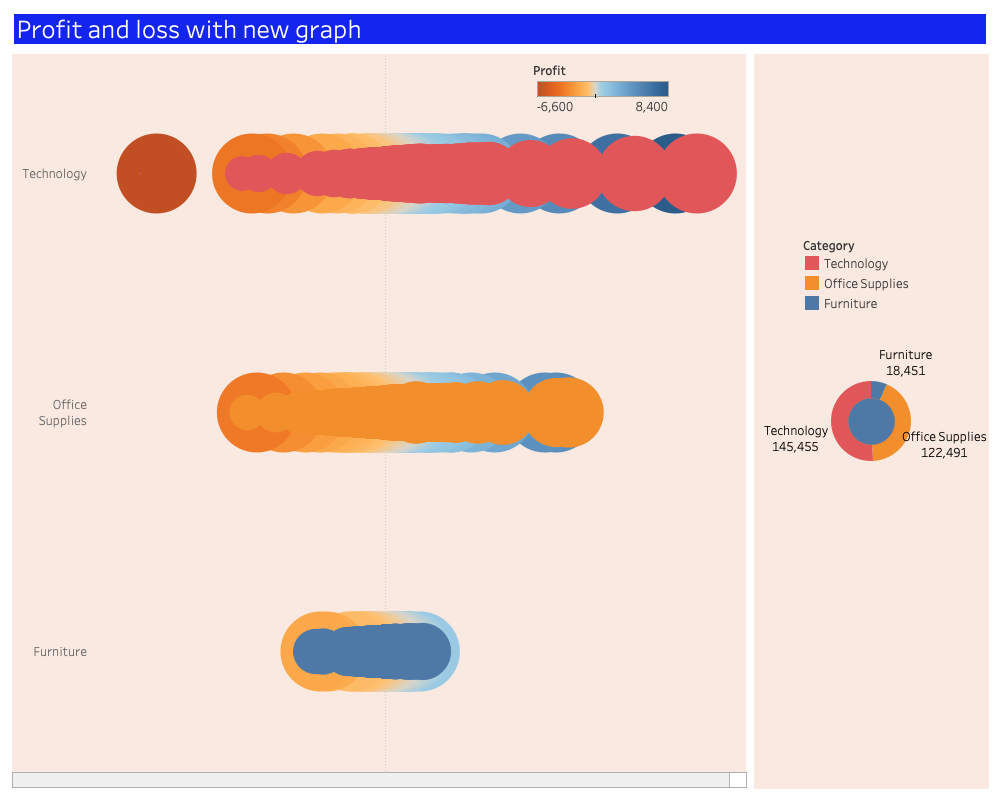 Profit and loss with new graph
Profit
-6,600 8,400
Technology
Office
Supplies
Furniture
Category
Technology
Office Supplies
Furniture
Furniture
18,451
Technology
145,455
Office Supplies
122,491